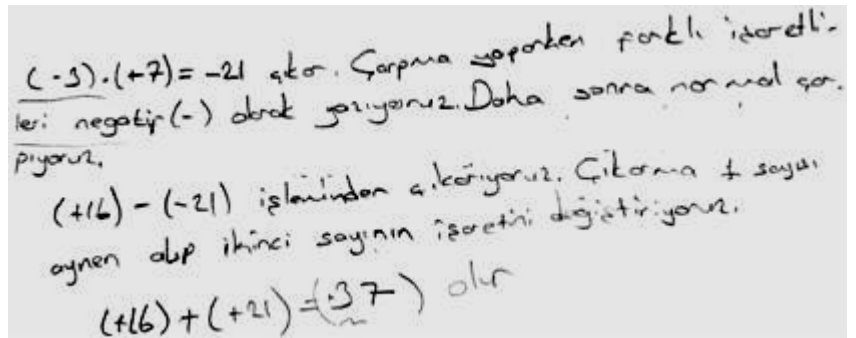 (-3).(+7)= -21 çıkar. Çarpma yaparken farklı işaretli-
leri negatif (-) olarak yazıyoruz. Daha sonra normal çar.
pıyoruz.
(+16) - (-21) işleminden çıkarıyoruz. Çıkarma 1. sayıyı
aynen alıp ikinci sayının işaretini değiştiriyoruz.
(+16) + (+21) = (+37) olur